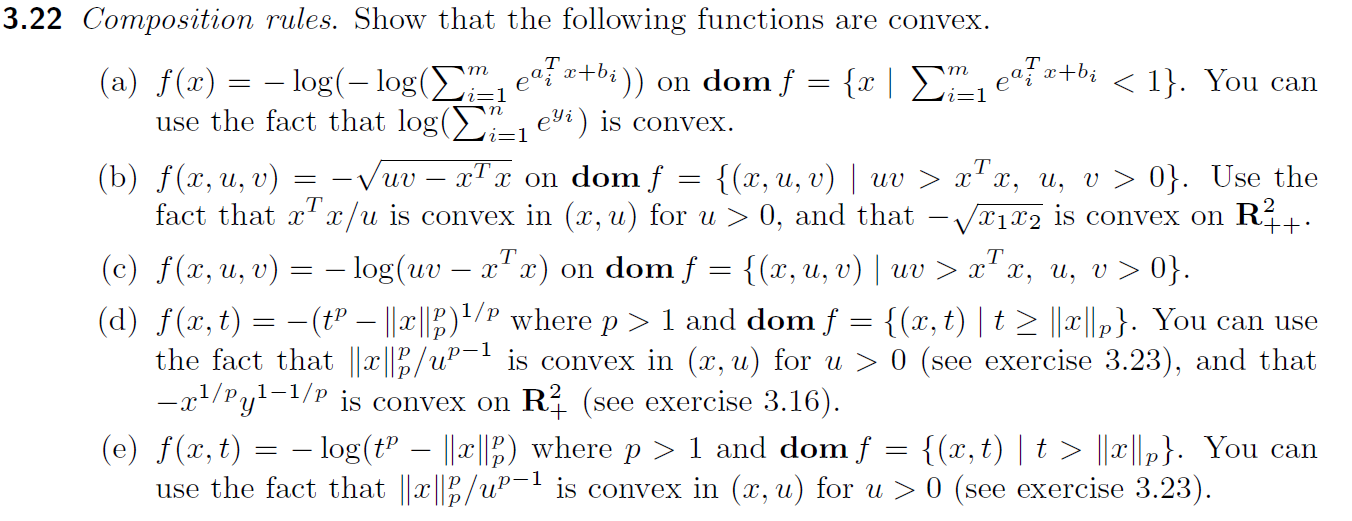 3.22 Composition rules. Show that the following functions are convex.
(a) f(x) = − log(− log(∑_{i=1}^m e^{a_i^T x+b_i})) on dom f = {x | ∑_{i=1}^m e^{a_i^T x+b_i} < 1}. You can
use the fact that log(∑_{i=1}^n e^{y_i}) is convex.
(b) f(x, u, v) = −√(uv − x^T x) on dom f = {(x, u, v) | uv > x^T x, u, v > 0}. Use the
fact that x^T x/u is convex in (x, u) for u > 0, and that −√(x_1x_2) is convex on R^2_{++}.
(c) f(x, u, v) = − log(uv − x^T x) on dom f = {(x, u, v) | uv > x^T x, u, v > 0}.
(d) f(x, t) = −(t^p − ‖x‖_p^p)^{1/p} where p > 1 and dom f = {(x, t) | t ≥ ‖x‖_p}. You can use
the fact that ‖x‖_p^p/u^{p−1} is convex in (x, u) for u > 0 (see exercise 3.23), and that
−x^{1/p}y^{1−1/p} is convex on R^2_+ (see exercise 3.16).
(e) f(x, t) = − log(t^p − ‖x‖_p^p) where p > 1 and dom f = {(x, t) | t > ‖x‖_p}. You can
use the fact that ‖x‖_p^p/u^{p−1} is convex in (x, u) for u > 0 (see exercise 3.23).